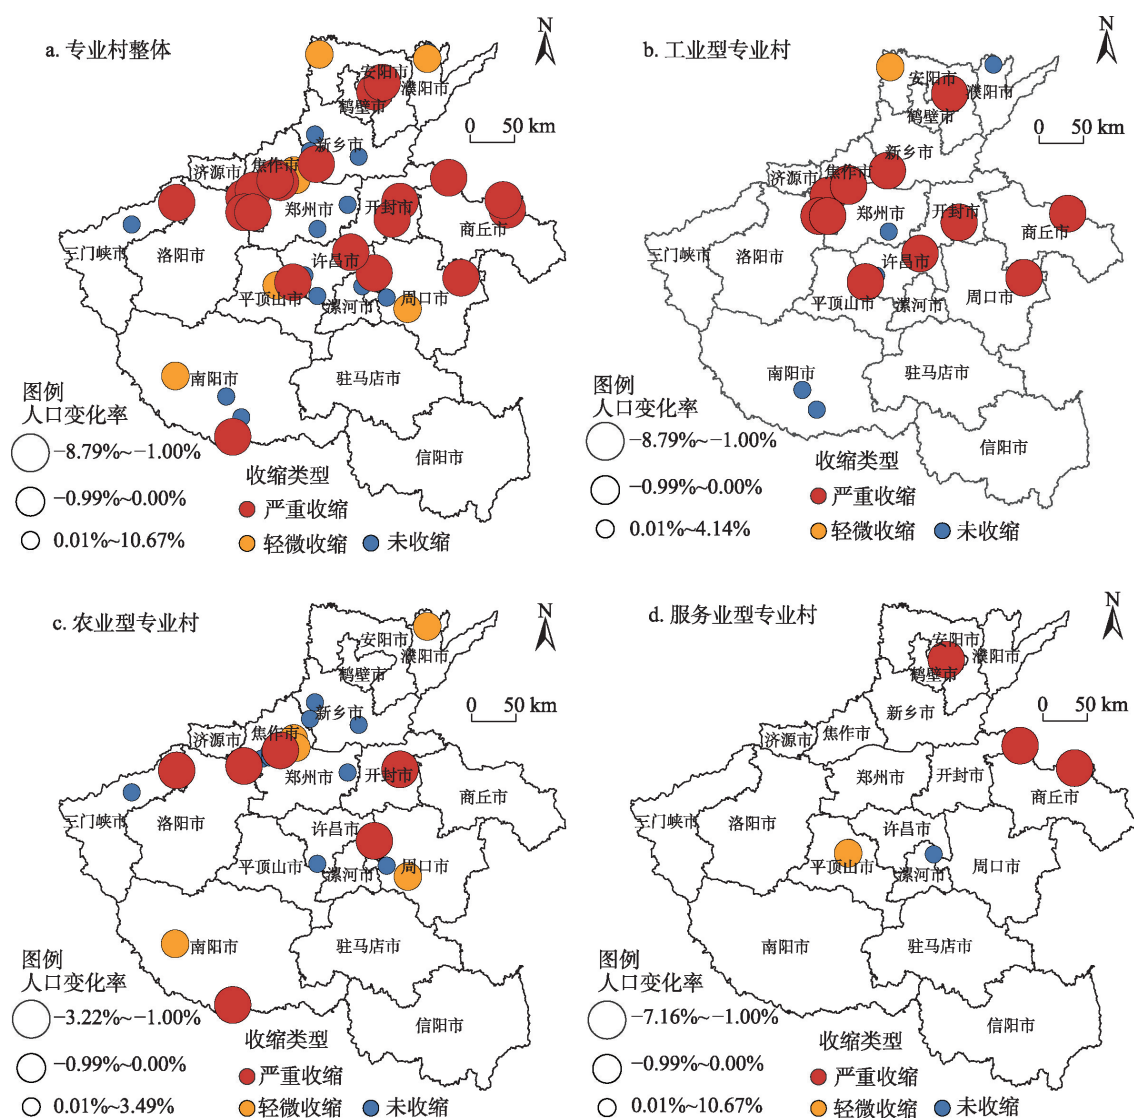 a. 专业村整体
N
安阳市
濮阳市
鹤壁市
0 50 km
新乡市
焦作市
济源市
郑州市
开封市
商丘市
三门峡市
洛阳市
许昌市
平顶山市
漯河市
周口市
南阳市
驻马店市
信阳市
图例
人口变化率
−8.79%~−1.00%
−0.99%~0.00%
0.01%~10.67%
收缩类型
严重收缩
轻微收缩
未收缩
b. 工业型专业村
N
安阳市
濮阳市
鹤壁市
0 50 km
新乡市
焦作市
济源市
郑州市
开封市
商丘市
三门峡市
洛阳市
许昌市
平顶山市
漯河市
周口市
南阳市
驻马店市
信阳市
图例
人口变化率
−8.79%~−1.00%
−0.99%~0.00%
0.01%~4.14%
收缩类型
严重收缩
轻微收缩
未收缩
c. 农业型专业村
N
安阳市
濮阳市
鹤壁市
0 50 km
新乡市
焦作市
济源市
郑州市
开封市
商丘市
三门峡市
洛阳市
许昌市
平顶山市
漯河市
周口市
南阳市
驻马店市
信阳市
图例
人口变化率
−3.22%~−1.00%
−0.99%~0.00%
0.01%~3.49%
收缩类型
严重收缩
轻微收缩
未收缩
d. 服务业型专业村
N
安阳市
濮阳市
鹤壁市
0 50 km
新乡市
焦作市
济源市
郑州市
开封市
商丘市
三门峡市
洛阳市
许昌市
平顶山市
漯河市
周口市
南阳市
驻马店市
信阳市
图例
人口变化率
−7.16%~−1.00%
−0.99%~0.00%
0.01%~10.67%
收缩类型
严重收缩
轻微收缩
未收缩